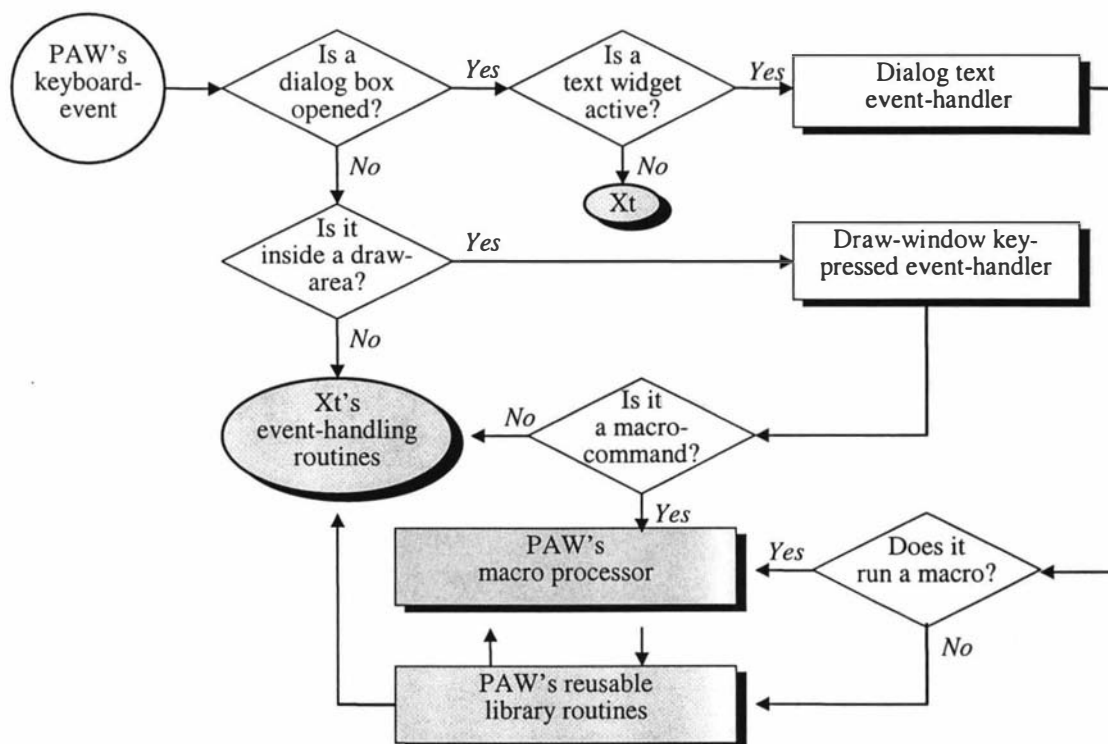 PAW's
keyboard-
event
Is a
dialog box
opened?
Yes
Is a
text widget
active?
Yes
Dialog text
event-handler
No
No
Xt
Is it
inside a draw-
area?
Yes
Draw-window key-
pressed event-handler
No
Xt's
event-handling
routines
No
Is it
a macro-
command?
Yes
PAW's
macro processor
Yes
Does it
run a macro?
No
PAW's reusable
library routines